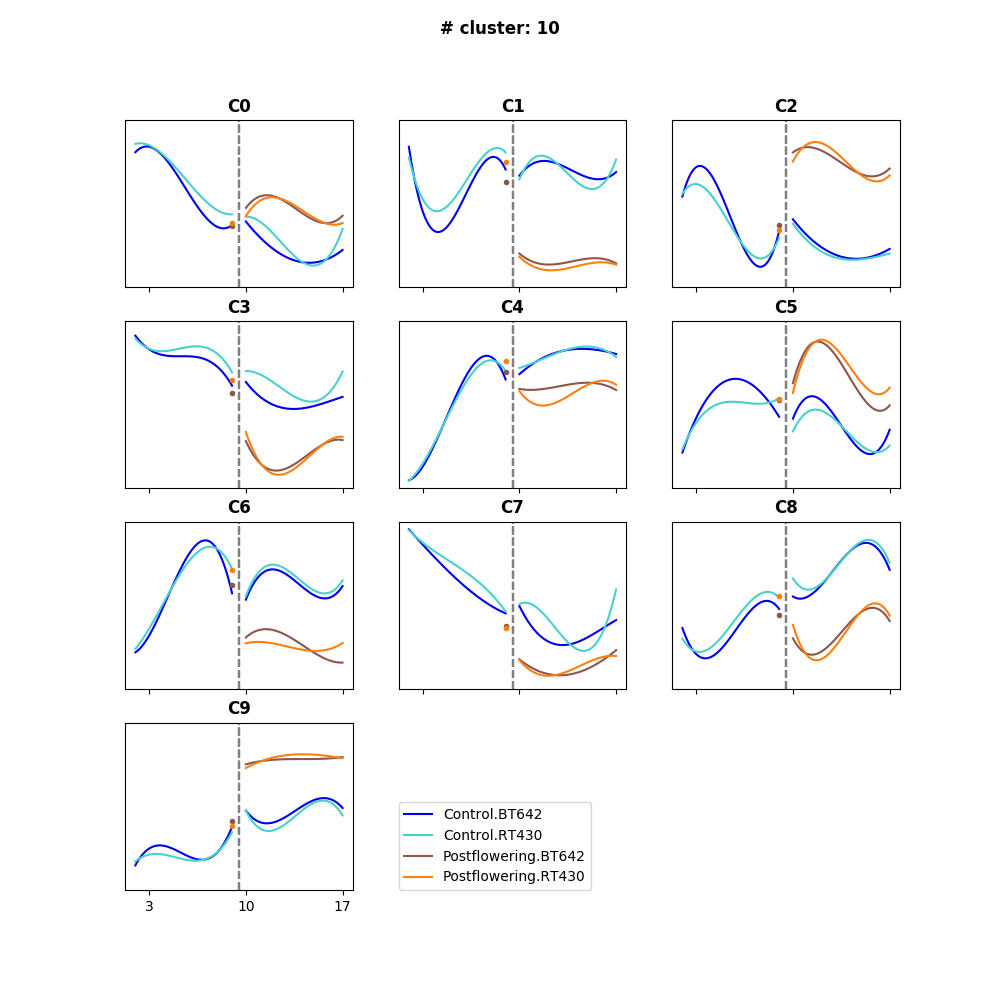 # cluster: 10
C0
C1
C2
C3
C4
C5
C6
C7
C8
C9
Control.BT642
Control.RT430
Postflowering.BT642
Postflowering.RT430
3
10
17